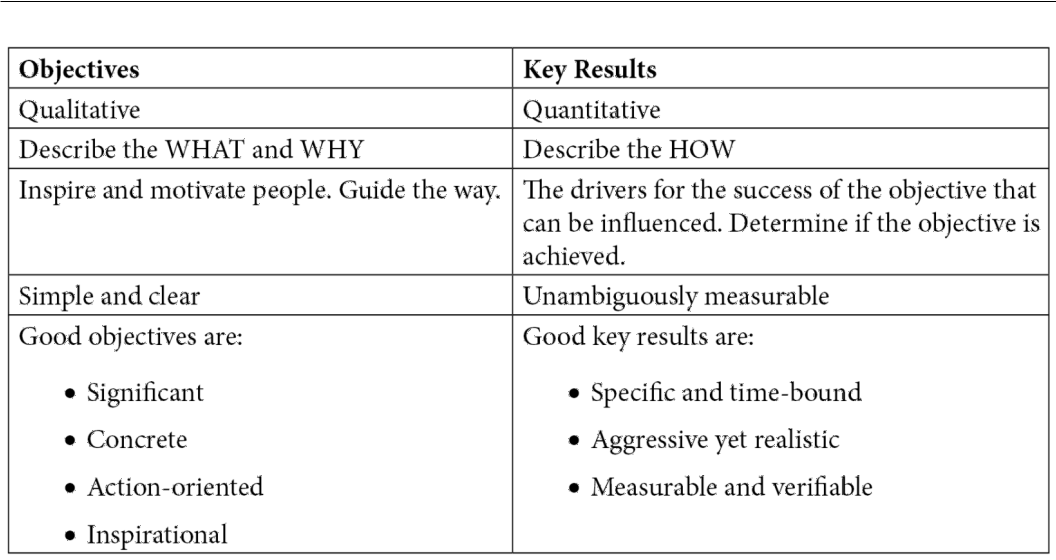 Objectives Key Results
Qualitative Quantitative
Describe the WHAT and WHY Describe the HOW
Inspire and motivate people. Guide the way. The drivers for the success of the objective that
can be influenced. Determine if the objective is
achieved.
Simple and clear Unambiguously measurable
Good objectives are: Good key results are:
• Significant • Specific and time-bound
• Concrete • Aggressive yet realistic
• Action-oriented • Measurable and verifiable
• Inspirational